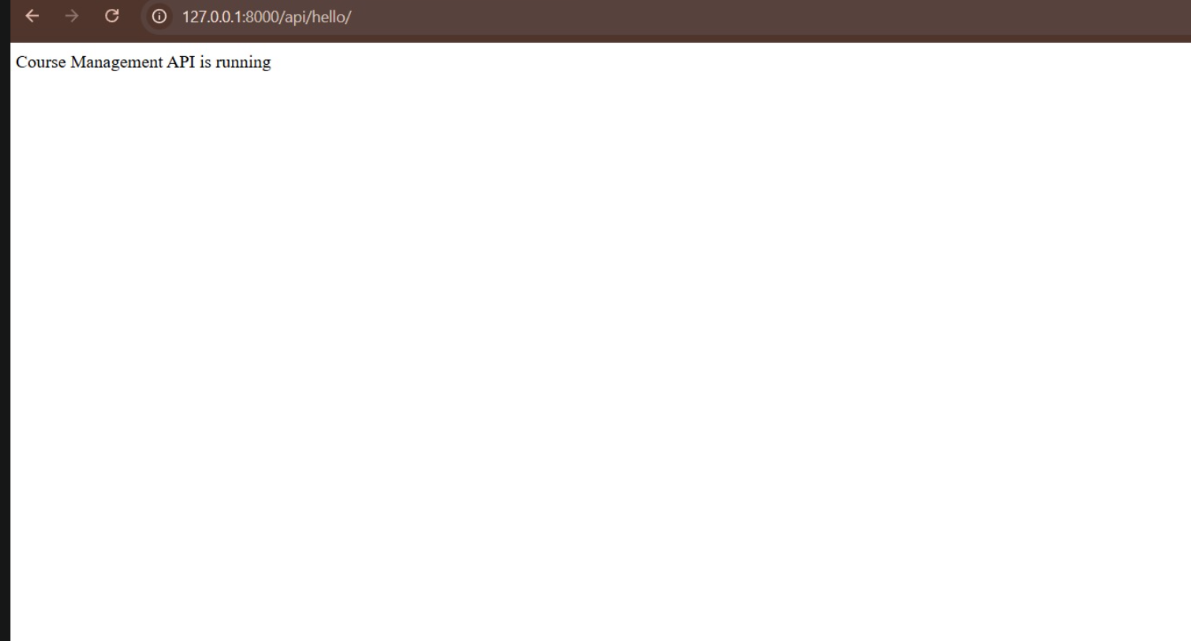 127.0.0.1:8000/api/hello/
Course Management API is running